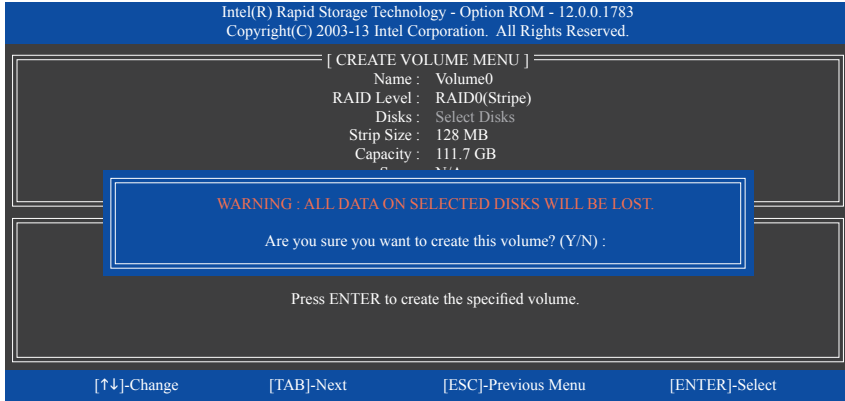 Intel(R) Rapid Storage Technology - Option ROM - 12.0.0.1783
Copyright(C) 2003-13 Intel Corporation. All Rights Reserved.
[ CREATE VOLUME MENU ]
Name : Volume0
RAID Level : RAID0(Stripe)
Disks : Select Disks
Strip Size : 128 MB
Capacity : 111.7 GB
WARNING : ALL DATA ON SELECTED DISKS WILL BE LOST.
Are you sure you want to create this volume? (Y/N) :
Press ENTER to create the specified volume.
[↑↓]-Change [TAB]-Next [ESC]-Previous Menu [ENTER]-Select